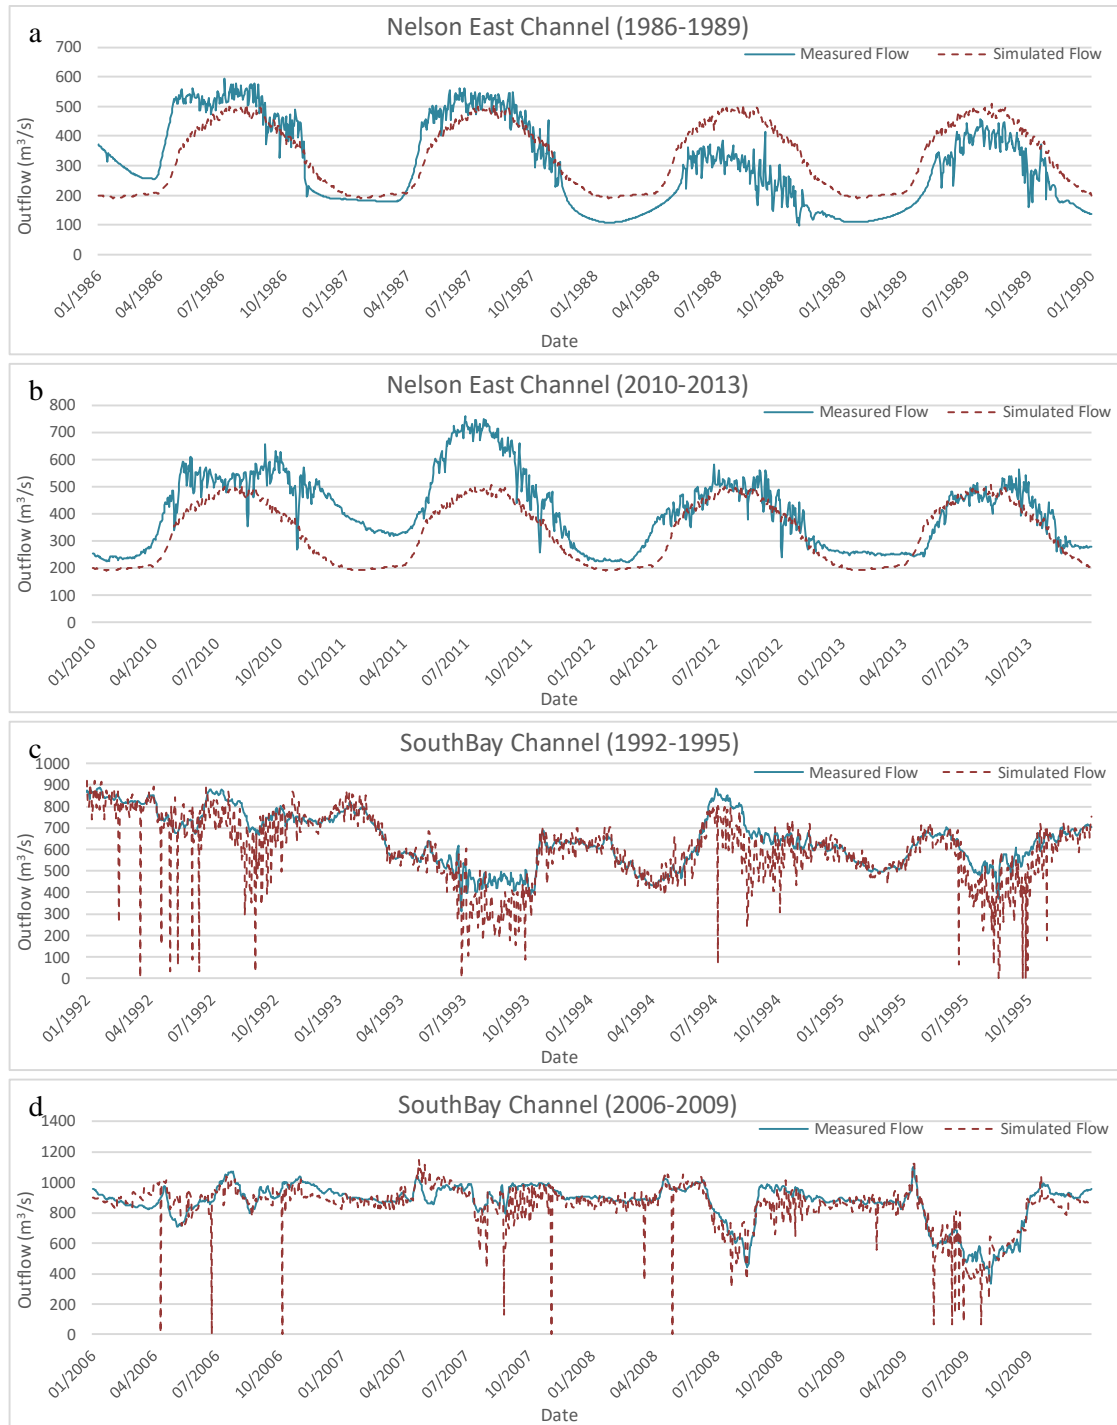 a
Nelson East Channel (1986-1989)
Measured Flow Simulated Flow
Outflow (m³/s)
700
600
500
400
300
200
100
0
01/1986 04/1986 07/1986 10/1986 01/1987 04/1987 07/1987 10/1987 01/1988 04/1988 07/1988 10/1988 01/1989 04/1989 07/1989 10/1989 01/1990
Date
b
Nelson East Channel (2010-2013)
Measured Flow Simulated Flow
Outflow (m³/s)
800
700
600
500
400
300
200
100
0
01/2010 04/2010 07/2010 10/2010 01/2011 04/2011 07/2011 10/2011 01/2012 04/2012 07/2012 10/2012 01/2013 04/2013 07/2013 10/2013
Date
c
SouthBay Channel (1992-1995)
Measured Flow Simulated Flow
Outflow (m³/s)
1000
900
800
700
600
500
400
300
200
100
0
01/1992 04/1992 07/1992 10/1992 01/1993 04/1993 07/1993 10/1993 01/1994 04/1994 07/1994 10/1994 01/1995 04/1995 07/1995 10/1995
Date
d
SouthBay Channel (2006-2009)
Measured Flow Simulated Flow
Outflow (m³/s)
1400
1200
1000
800
600
400
200
0
01/2006 04/2006 07/2006 10/2006 01/2007 04/2007 07/2007 10/2007 01/2008 04/2008 07/2008 10/2008 01/2009 04/2009 07/2009 10/2009
Date